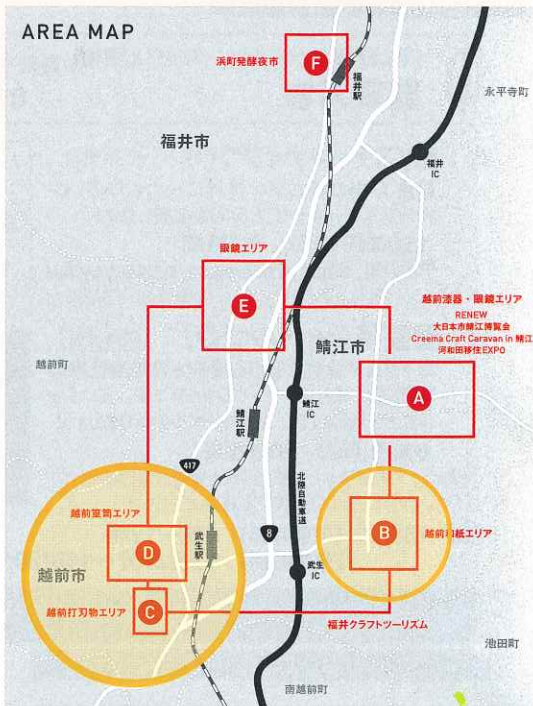 AREA MAP
F
浜町発酵夜市
福井駅
永平寺町
福井市
福井
IC
眼鏡エリア
E
越前漆器・眼鏡エリア
RENEW
大日本市鯖江博覧会
Creema Craft Caravan in 鯖江
河和田移住EXPO
鯖江市
越前町
A
鯖江
IC
鯖江駅
417
北陸自動車道
越前箪笥エリア
8
B
越前和紙エリア
D
武生駅
越前市
武生
IC
C
越前打刃物エリア
福井クラフトツーリズム
池田町
南越前町